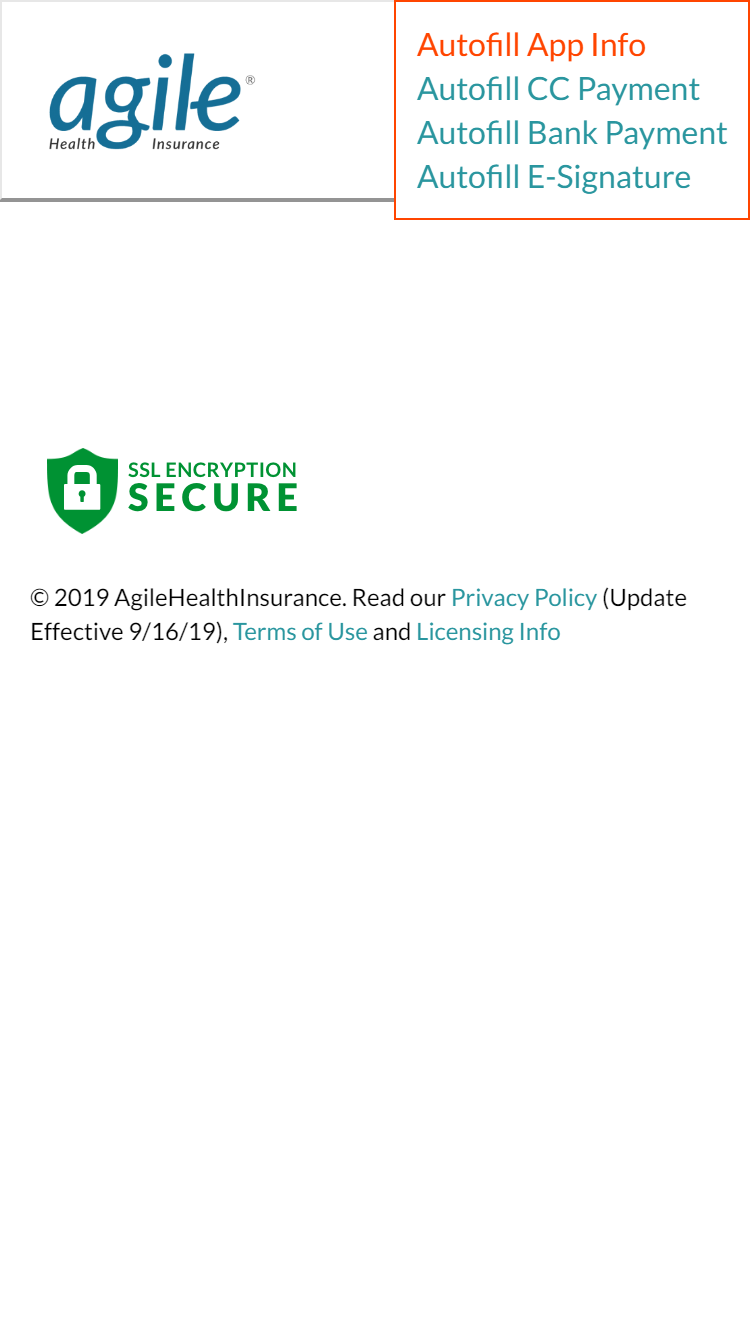 agile®
Health Insurance
Autofill App Info
Autofill CC Payment
Autofill Bank Payment
Autofill E-Signature
SSL ENCRYPTION
SECURE
© 2019 AgileHealthInsurance. Read our Privacy Policy (Update
Effective 9/16/19), Terms of Use and Licensing Info